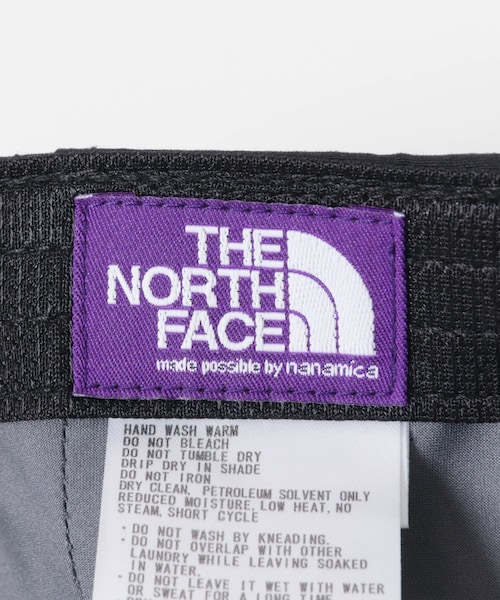 THE
NORTH
FACE
made possible by nanamica
HAND WASH WARM
DO NOT BLEACH
DO NOT TUMBLE DRY
DRIP DRY IN SHADE
DO NOT IRON
DRY CLEAN, PETROLEUM SOLVENT ONLY
REDUCED MOISTURE, LOW HEAT, NO
STEAM, SHORT CYCLE
・DO NOT WASH BY KNEADING.
・DO NOT OVERLAP WITH OTHER
LAUNDRY WHILE LEAVING SOAKED
IN WATER.
・DO NOT LEAVE IT WET WITH WATER
OR SWEAT FOR A LONG TIME.